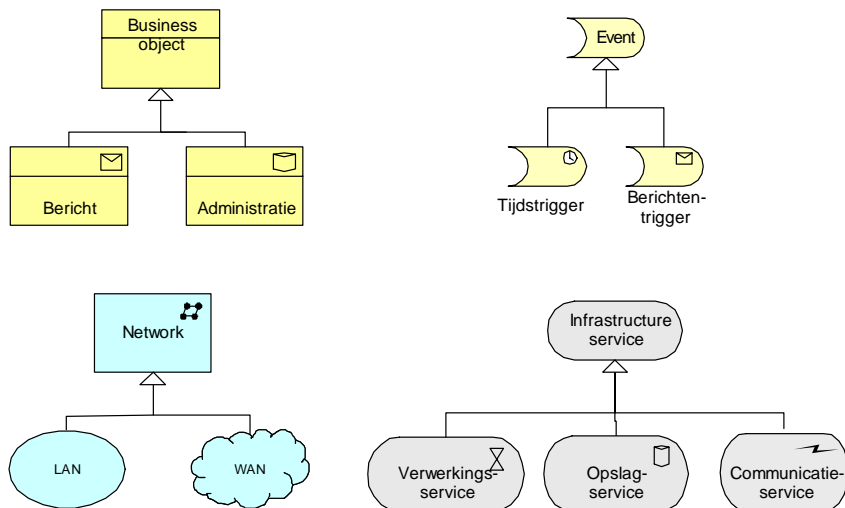 Business
object
Event
Bericht
Administratie
Tijdstrigger
Berichten-
trigger
Network
Infrastructure
service
LAN
WAN
Verwerkings-
service
Opslag-
service
Communicatie-
service